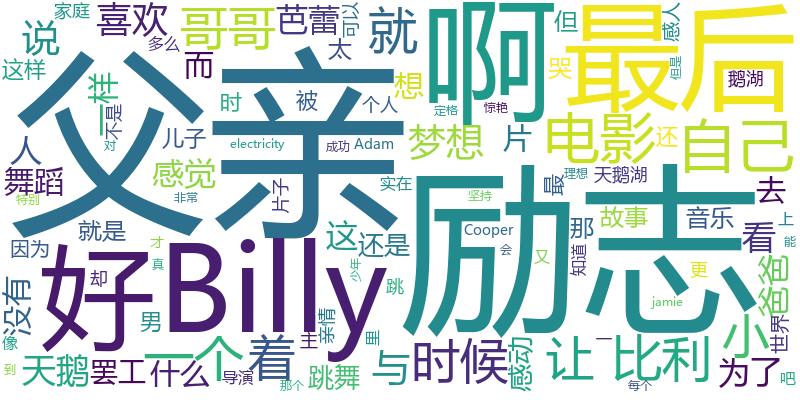 家庭
喜欢
哥哥
芭蕾
可以
就
啊
但
感人
最后
说
多么
太
但是
这样
而
想
哭
鹅湖
一样
不是
时
被
个人
惊艳
定格
父亲
对
electricity
成功
Adam
梦想
片
电影
还
自己
人
儿子
感觉
舞蹈
片子
实在
最
天鹅湖
理想
去
特别
非常
坚持
励志
就是
这
还是
那
故事
音乐
上
因为
才
Cooper
知道
看
能
好
Billy
却
真
会
又
更
爸爸
没有
少年
跳
jamie
小
世界
像
男
一个
着
主
亲情
里
与
时候
感动
让
一
比利
为了
吧
到
天鹅
罢工
什么
导演
那个
跳舞
每个